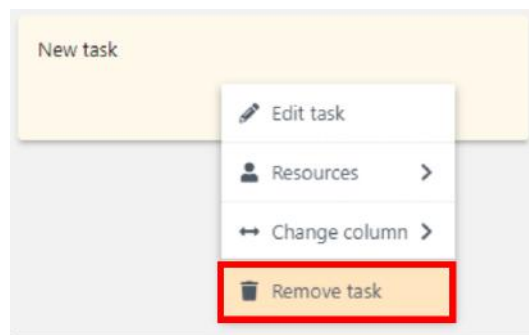 New task
Edit task
Resources
Change column
Remove task